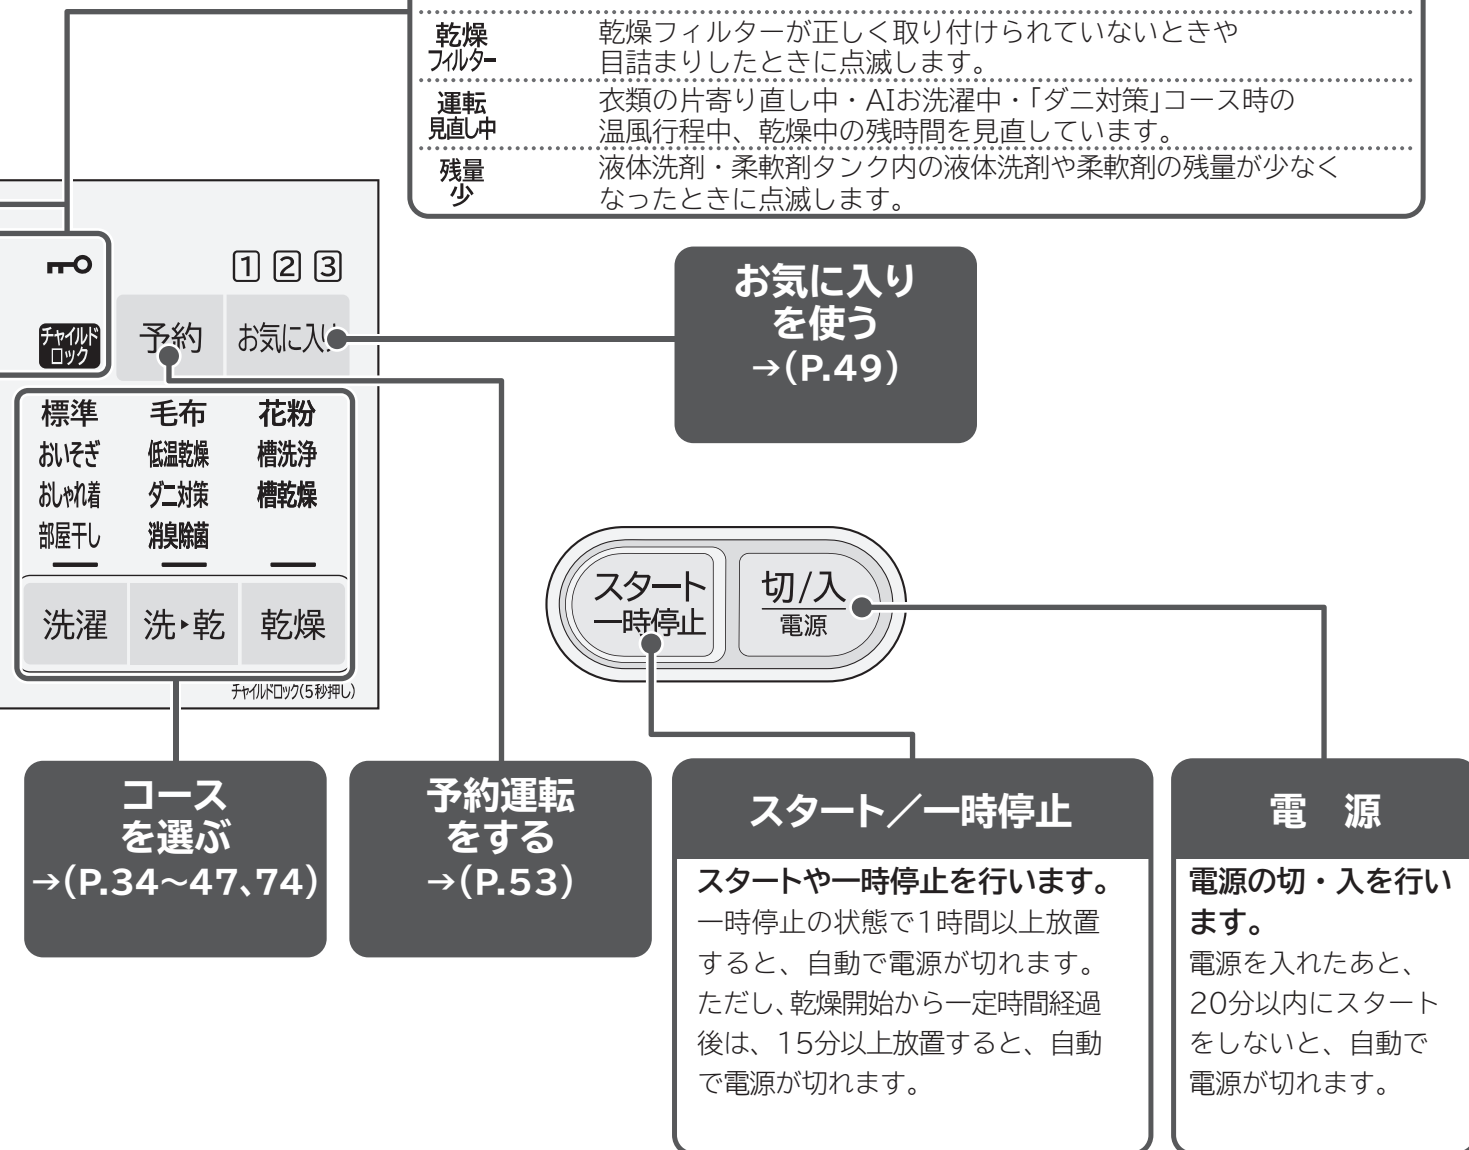 乾燥
フィルター
乾燥フィルターが正しく取り付けられていないときや
目詰まりしたときに点滅します。
運転
見直し中
衣類の片寄り直し中・AIお洗濯中・「ダニ対策」コース時の
温風行程中、乾燥中の残時間を見直しています。
残量
少
液体洗剤・柔軟剤タンク内の液体洗剤や柔軟剤の残量が少なく
なったときに点滅します。
1 2 3
チャイルド
ロック
予約 お気に入り
お気に入り
を使う
→(P.49)
標準 毛布 花粉
おいそぎ 低温乾燥 槽洗浄
おしゃれ着 ダニ対策 槽乾燥
部屋干し 消臭除菌
洗濯 洗・乾 乾燥
チャイルドロック(5秒押し)
スタート
一時停止
切/入
電源
コース
を選ぶ
→(P.34~47、74)
予約運転
をする
→(P.53)
スタート/一時停止
スタートや一時停止を行います。
一時停止の状態で1時間以上放置
すると、自動で電源が切れます。
ただし、乾燥開始から一定時間経過
後は、15分以上放置すると、自動
で電源が切れます。
電 源
電源の切・入を行い
ます。
電源を入れたあと、
20分以内にスタート
をしないと、自動で
電源が切れます。